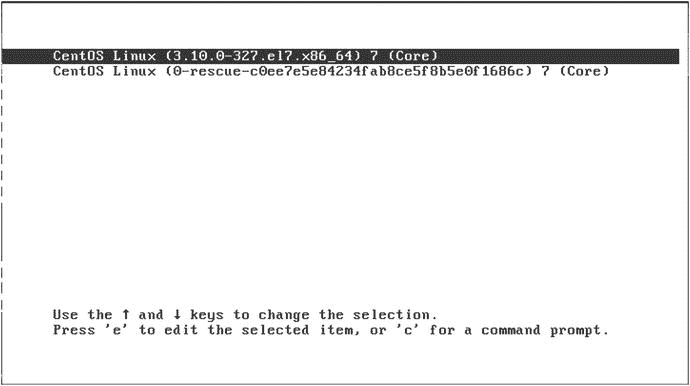 CentOS Linux (3.10.0-327.el7.x86_64) 7 (Core)
CentOS Linux (0-rescue-c0ee7e5e84234fab8ce5f8b5e0f1686c) 7 (Core)
Use the ↑ and ↓ keys to change the selection.
Press 'e' to edit the selected item, or 'c' for a command prompt.